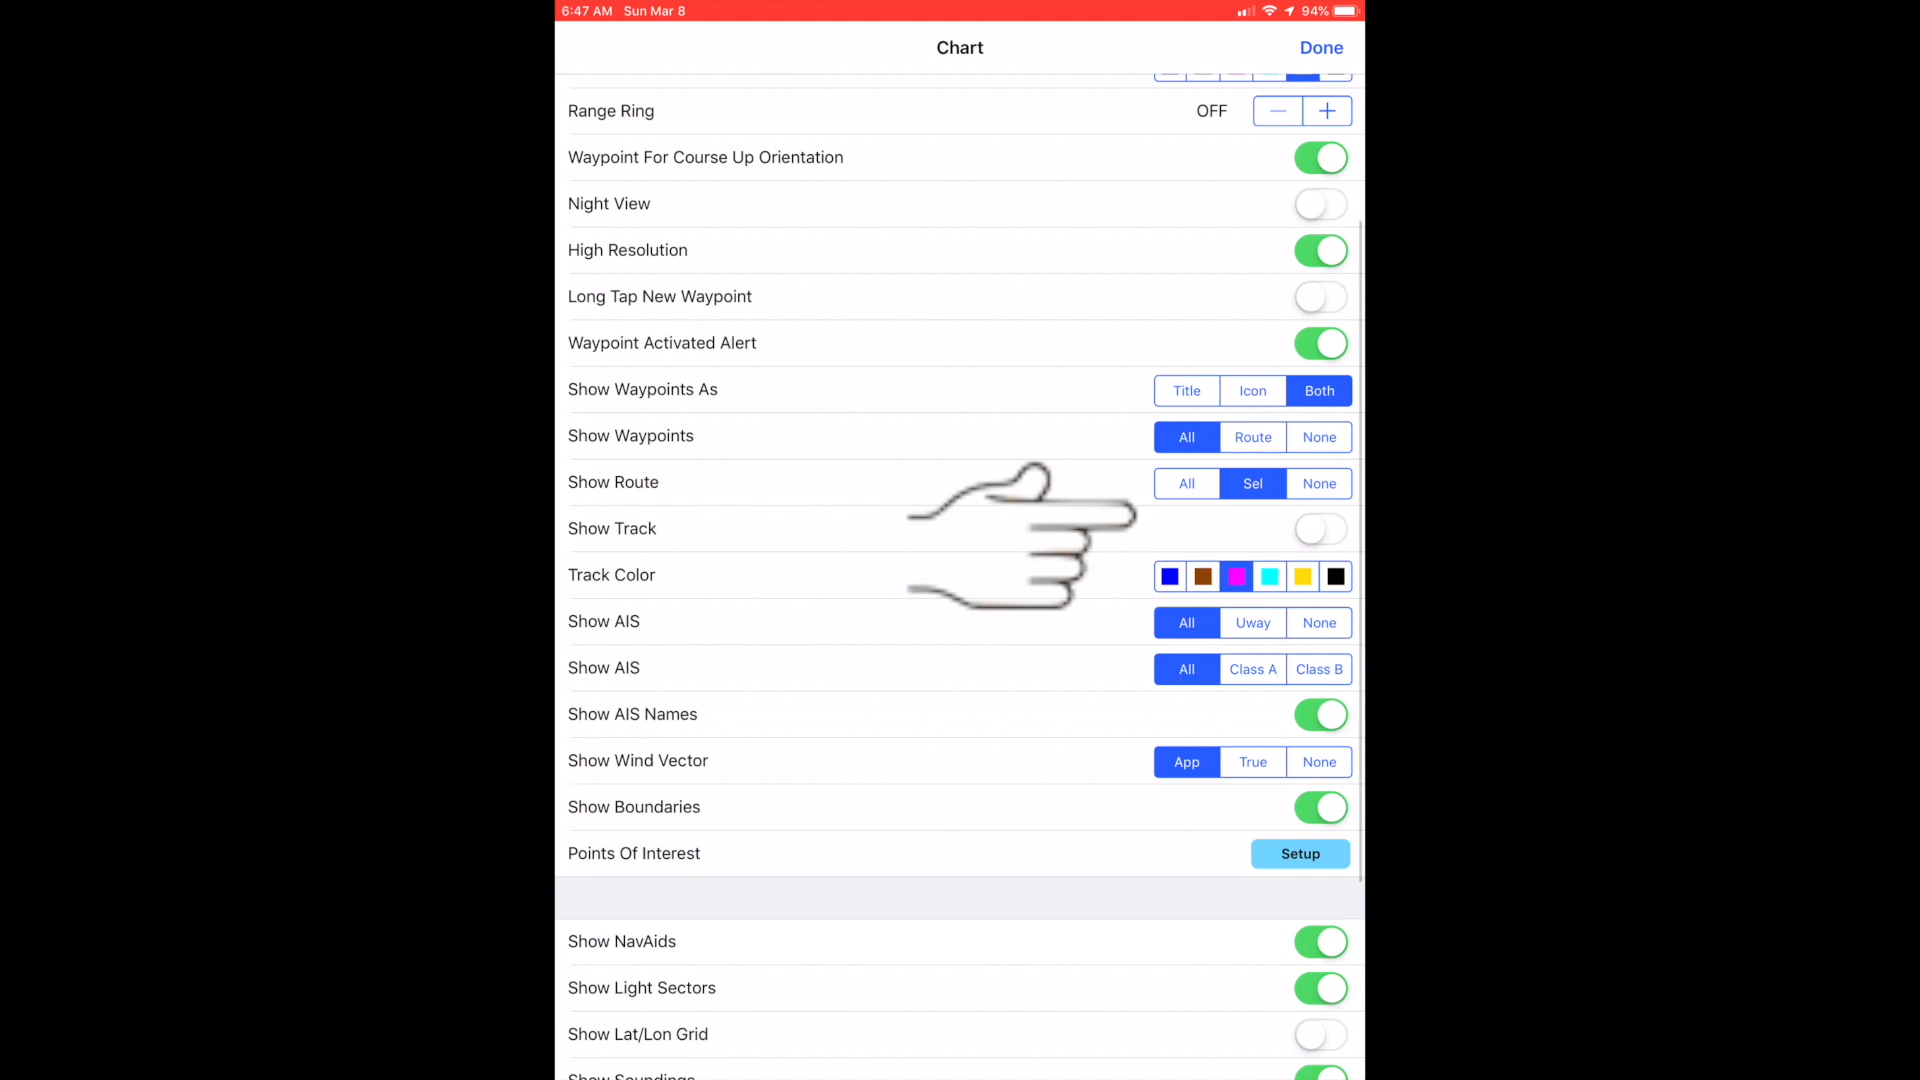 6:47 AM Sun Mar 8 94%
Chart Done
Range Ring OFF − +
Waypoint For Course Up Orientation
Night View
High Resolution
Long Tap New Waypoint
Waypoint Activated Alert
Show Waypoints As Title Icon Both
Show Waypoints All Route None
Show Route All Sel None
Show Track
Track Color
Show AIS All Uway None
Show AIS All Class A Class B
Show AIS Names
Show Wind Vector App True None
Show Boundaries
Points Of Interest Setup
Show NavAids
Show Light Sectors
Show Lat/Lon Grid
Show Soundings